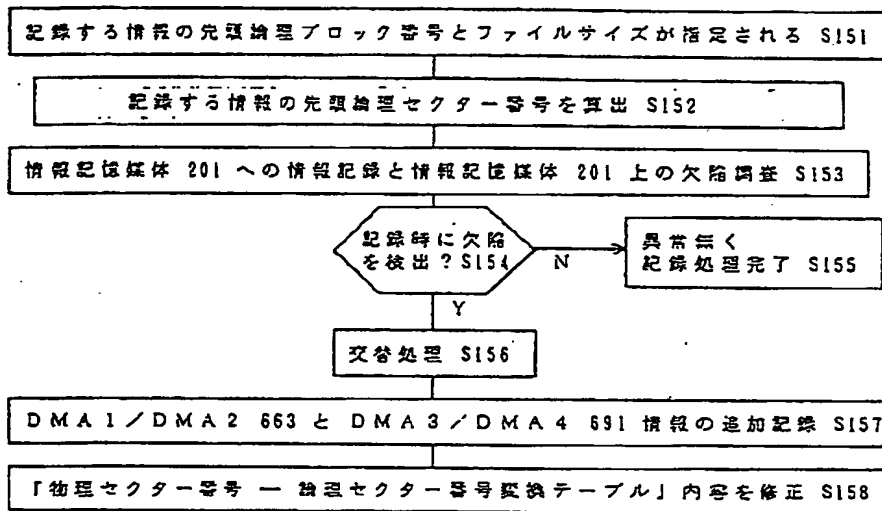 記録する情報の先頭論理ブロック番号とファイルサイズが指定される S151
記録する情報の先頭論理セクター番号を算出 S152
情報記憶媒体 201 への情報記録と情報記憶媒体 201 上の欠陥調査 S153
記録時に欠陥
を検出？S154
N
異常無く
記録処理完了 S155
Y
交替処理 S156
ＤＭＡ１／ＤＭＡ２ 663 と ＤＭＡ３／ＤＭＡ４ 691 情報の追加記録 S157
「物理セクター番号 ― 論理セクター番号変換テーブル」内容を修正 S158